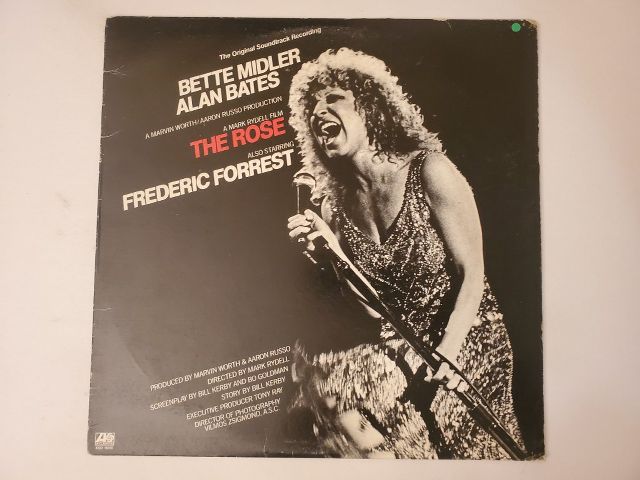 The Original Soundtrack Recording
BETTE MIDLER
ALAN BATES
A MARVIN WORTH/AARON RUSSO PRODUCTION
A MARK RYDELL FILM
THE ROSE
ALSO STARRING
FREDERIC FORREST
PRODUCED BY MARVIN WORTH & AARON RUSSO
DIRECTED BY MARK RYDELL
SCREENPLAY BY BILL KERBY AND BO GOLDMAN
STORY BY BILL KERBY
EXECUTIVE PRODUCER TONY RAY
DIRECTOR OF PHOTOGRAPHY
VILMOS ZSIGMOND, A.S.C.